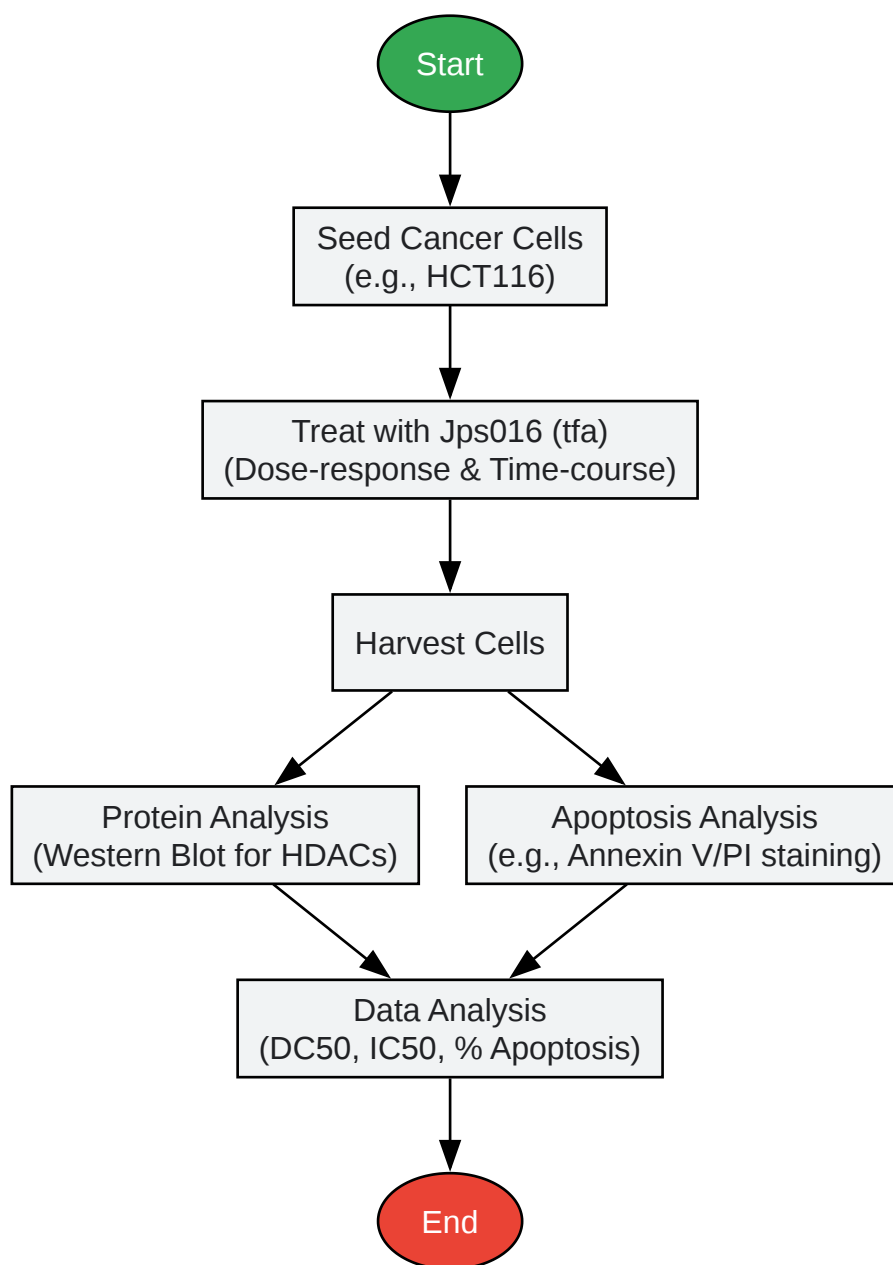 Start
Seed Cancer Cells
(e.g., HCT116)
Treat with Jps016 (tfa)
(Dose-response & Time-course)
Harvest Cells
Protein Analysis
(Western Blot for HDACs)
Apoptosis Analysis
(e.g., Annexin V/PI staining)
Data Analysis
(DC50, IC50, % Apoptosis)
End